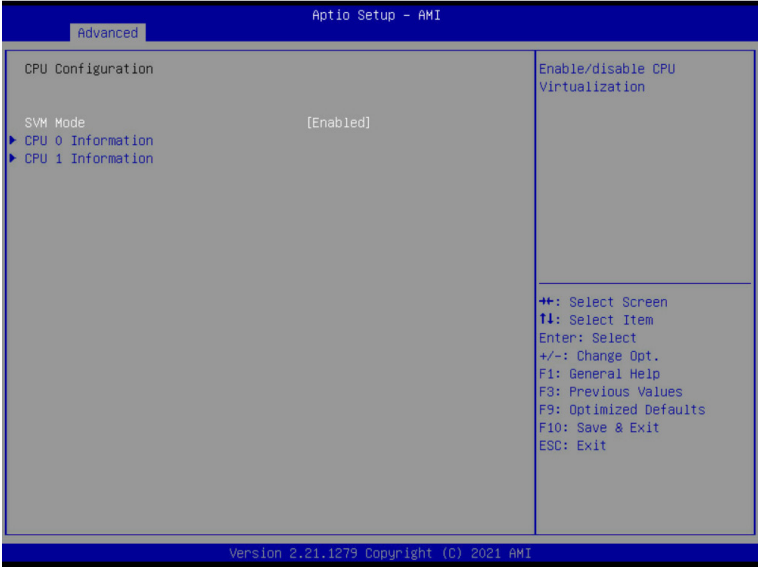 Aptio Setup – AMI
Advanced
CPU Configuration
SVM Mode [Enabled]
CPU 0 Information
CPU 1 Information
Enable/disable CPU
Virtualization
→←: Select Screen
↑↓: Select Item
Enter: Select
+/-: Change Opt.
F1: General Help
F3: Previous Values
F9: Optimized Defaults
F10: Save & Exit
ESC: Exit
Version 2.21.1279 Copyright (C) 2021 AMI